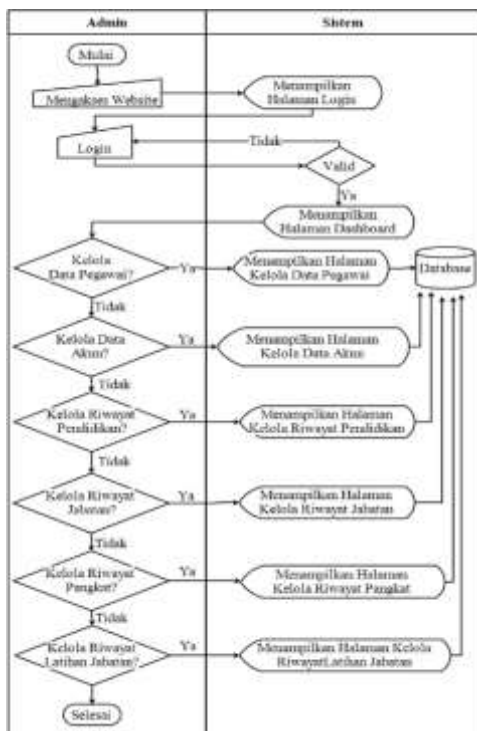 Admin
Sistem
Mulai
Mengakses Website
Menampilkan
Halaman Login
Login
Tidak
Valid
Ya
Menampilkan
Halaman Dashboard
Kelola
Data Pegawai?
Ya
Menampilkan Halaman
Kelola Data Pegawai
Database
Tidak
Kelola Data
Akun?
Ya
Menampilkan Halaman
Kelola Data Akun
Tidak
Kelola Riwayat
Pendidikan?
Ya
Menampilkan Halaman
Kelola Riwayat Pendidikan
Tidak
Kelola Riwayat
Jabatan?
Ya
Menampilkan Halaman
Kelola Riwayat Jabatan
Tidak
Kelola Riwayat
Pangkat?
Ya
Menampilkan Halaman
Kelola Riwayat Pangkat
Tidak
Kelola Riwayat
Latihan Jabatan?
Ya
Menampilkan Halaman Kelola
RiwayatLatihan Jabatan
Selesai